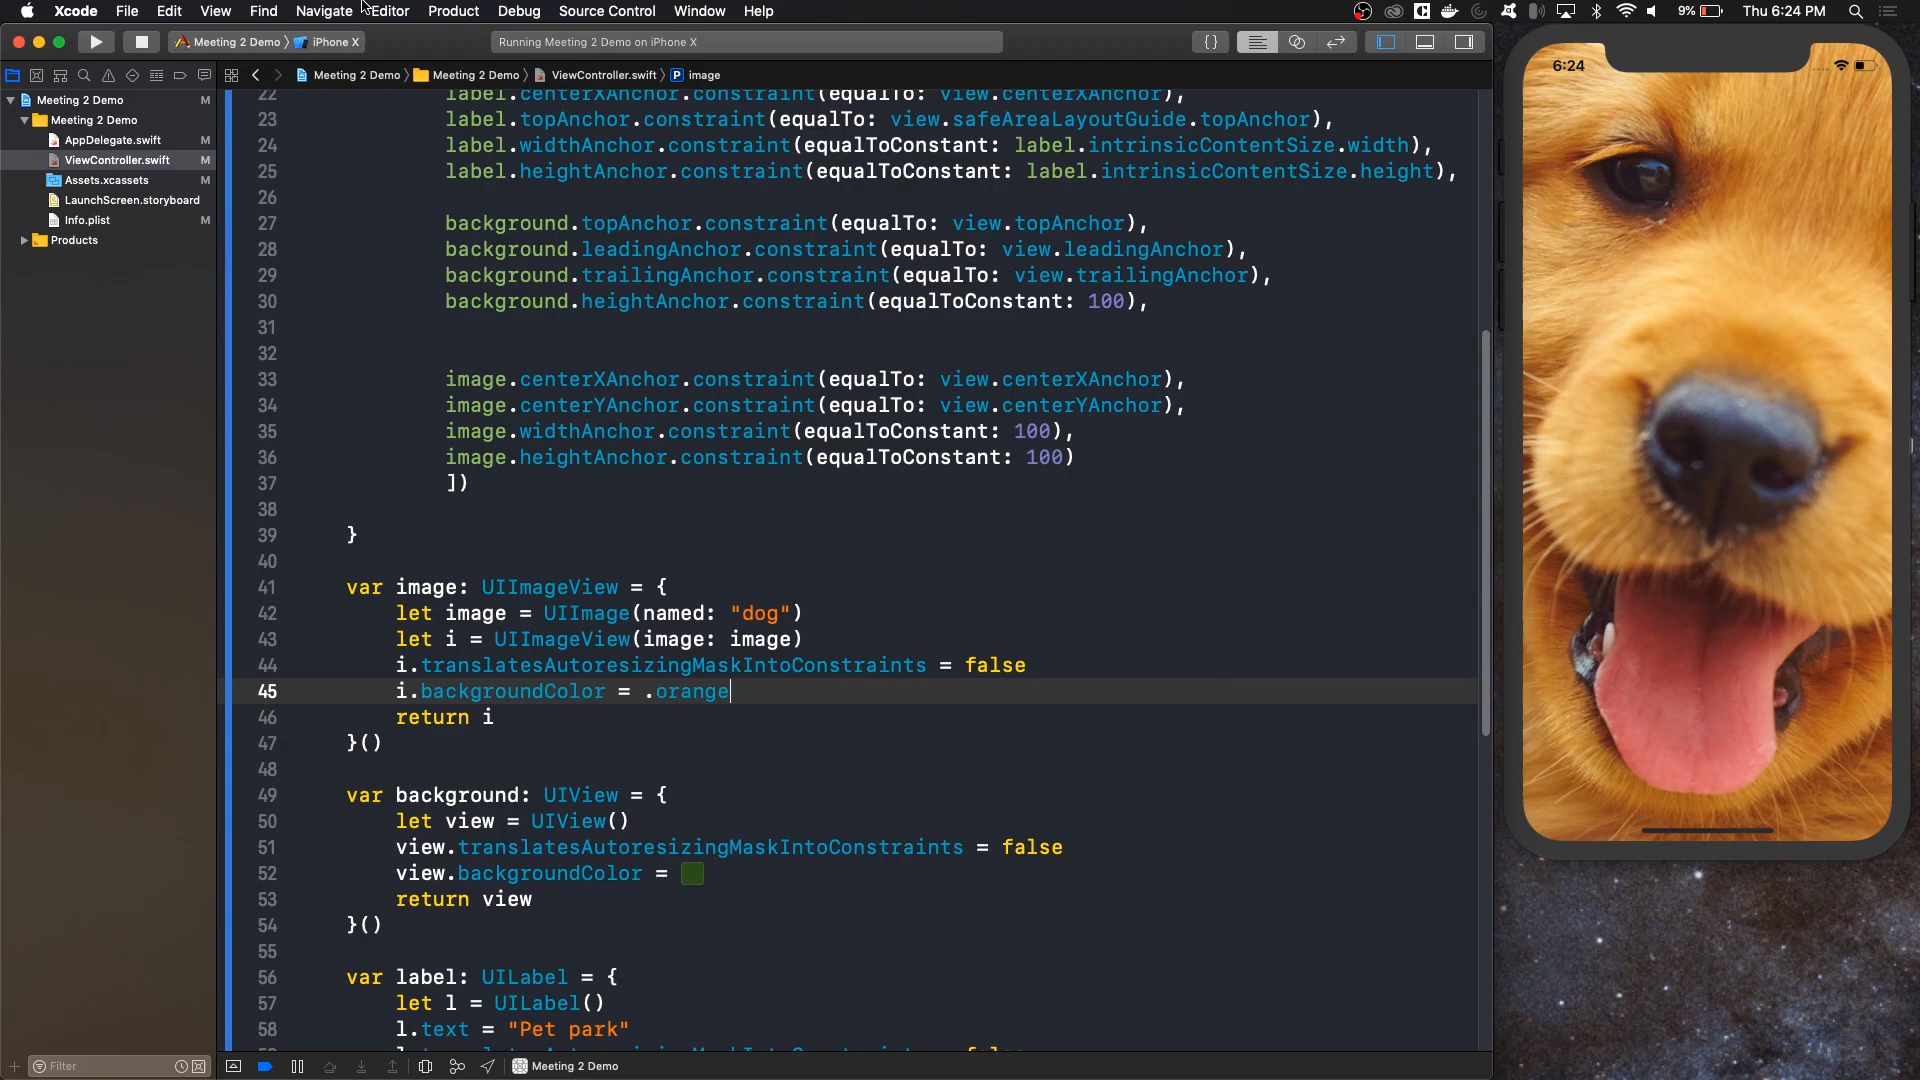 Xcode File Edit View Find Navigate Editor Product Debug Source Control Window Help 9% Thu 6:24 PM
Meeting 2 Demo iPhone X Running Meeting 2 Demo on iPhone X {}
6:24
Meeting 2 Demo Meeting 2 Demo ViewController.swift P image
Meeting 2 Demo M
Meeting 2 Demo
AppDelegate.swift M
ViewController.swift M
Assets.xcassets M
LaunchScreen.storyboard
Info.plist M
Products
22 label.centerXAnchor.constraint(equalTo: view.centerXAnchor),
23 label.topAnchor.constraint(equalTo: view.safeAreaLayoutGuide.topAnchor),
24 label.widthAnchor.constraint(equalToConstant: label.intrinsicContentSize.width),
25 label.heightAnchor.constraint(equalToConstant: label.intrinsicContentSize.height),
26
27 background.topAnchor.constraint(equalTo: view.topAnchor),
28 background.leadingAnchor.constraint(equalTo: view.leadingAnchor),
29 background.trailingAnchor.constraint(equalTo: view.trailingAnchor),
30 background.heightAnchor.constraint(equalToConstant: 100),
31
32
33 image.centerXAnchor.constraint(equalTo: view.centerXAnchor),
34 image.centerYAnchor.constraint(equalTo: view.centerYAnchor),
35 image.widthAnchor.constraint(equalToConstant: 100),
36 image.heightAnchor.constraint(equalToConstant: 100)
37 ])
38
39 }
40
41 var image: UIImageView = {
42 let image = UIImage(named: "dog")
43 let i = UIImageView(image: image)
44 i.translatesAutoresizingMaskIntoConstraints = false
45 i.backgroundColor = .orange
46 return i
47 }()
48
49 var background: UIView = {
50 let view = UIView()
51 view.translatesAutoresizingMaskIntoConstraints = false
52 view.backgroundColor =
53 return view
54 }()
55
56 var label: UILabel = {
57 let l = UILabel()
58 l.text = "Pet park"
Filter Meeting 2 Demo